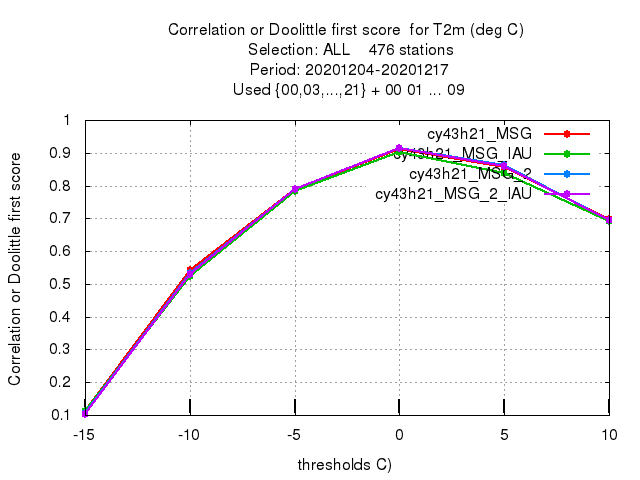 Correlation or Doolittle first score  for T2m (deg C)
Selection: ALL    476 stations
Period: 20201204-20201217
Used {00,03,...,21} + 00 01 ... 09
Correlation or Doolittle first score
1
0.9
0.8
0.7
0.6
0.5
0.4
0.3
0.2
0.1
cy43h21_MSG
cy43h21_MSG_IAU
cy43h21_MSG_2
cy43h21_MSG_2_IAU
-15 -10 -5 0 5 10
thresholds C)